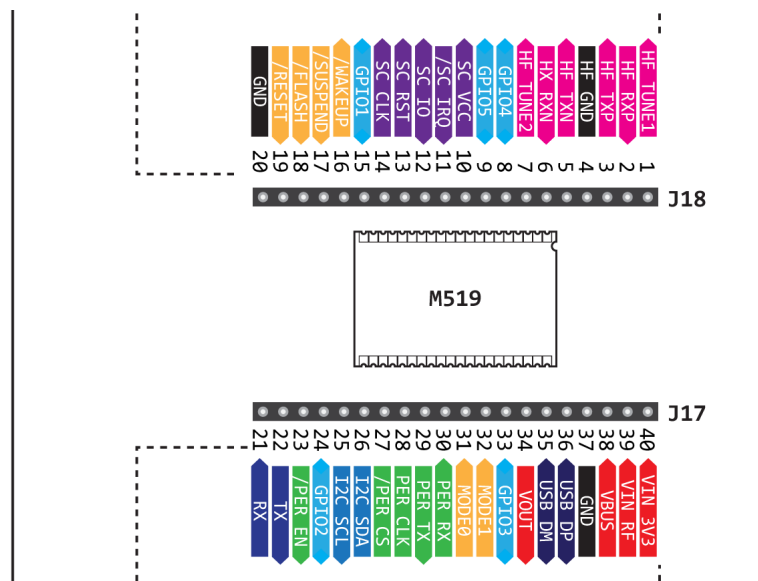 GND /RESET /FLASH /SUSPEND /WAKEUP GPIO1 SC CLK SC RST SC IO /SC IRQ SC VCC GPIO5 GPIO4 HF TUNE2 HX RXN HF TXN HF GND HF TXP HF RXP HF TUNE1
20 19 18 17 16 15 14 13 12 11 10 9 8 7 6 5 4 3 2 1
J18
M519
J17
21 22 23 24 25 26 27 28 29 30 31 32 33 34 35 36 37 38 39 40
RX TX /PER EN GPIO2 I2C SCL I2C SDA /PER CS PER CLK PER TX PER RX MODE0 MODE1 GPIO3 VOUT USB DM USB DP GND VBUS VIN RF VIN 3V3